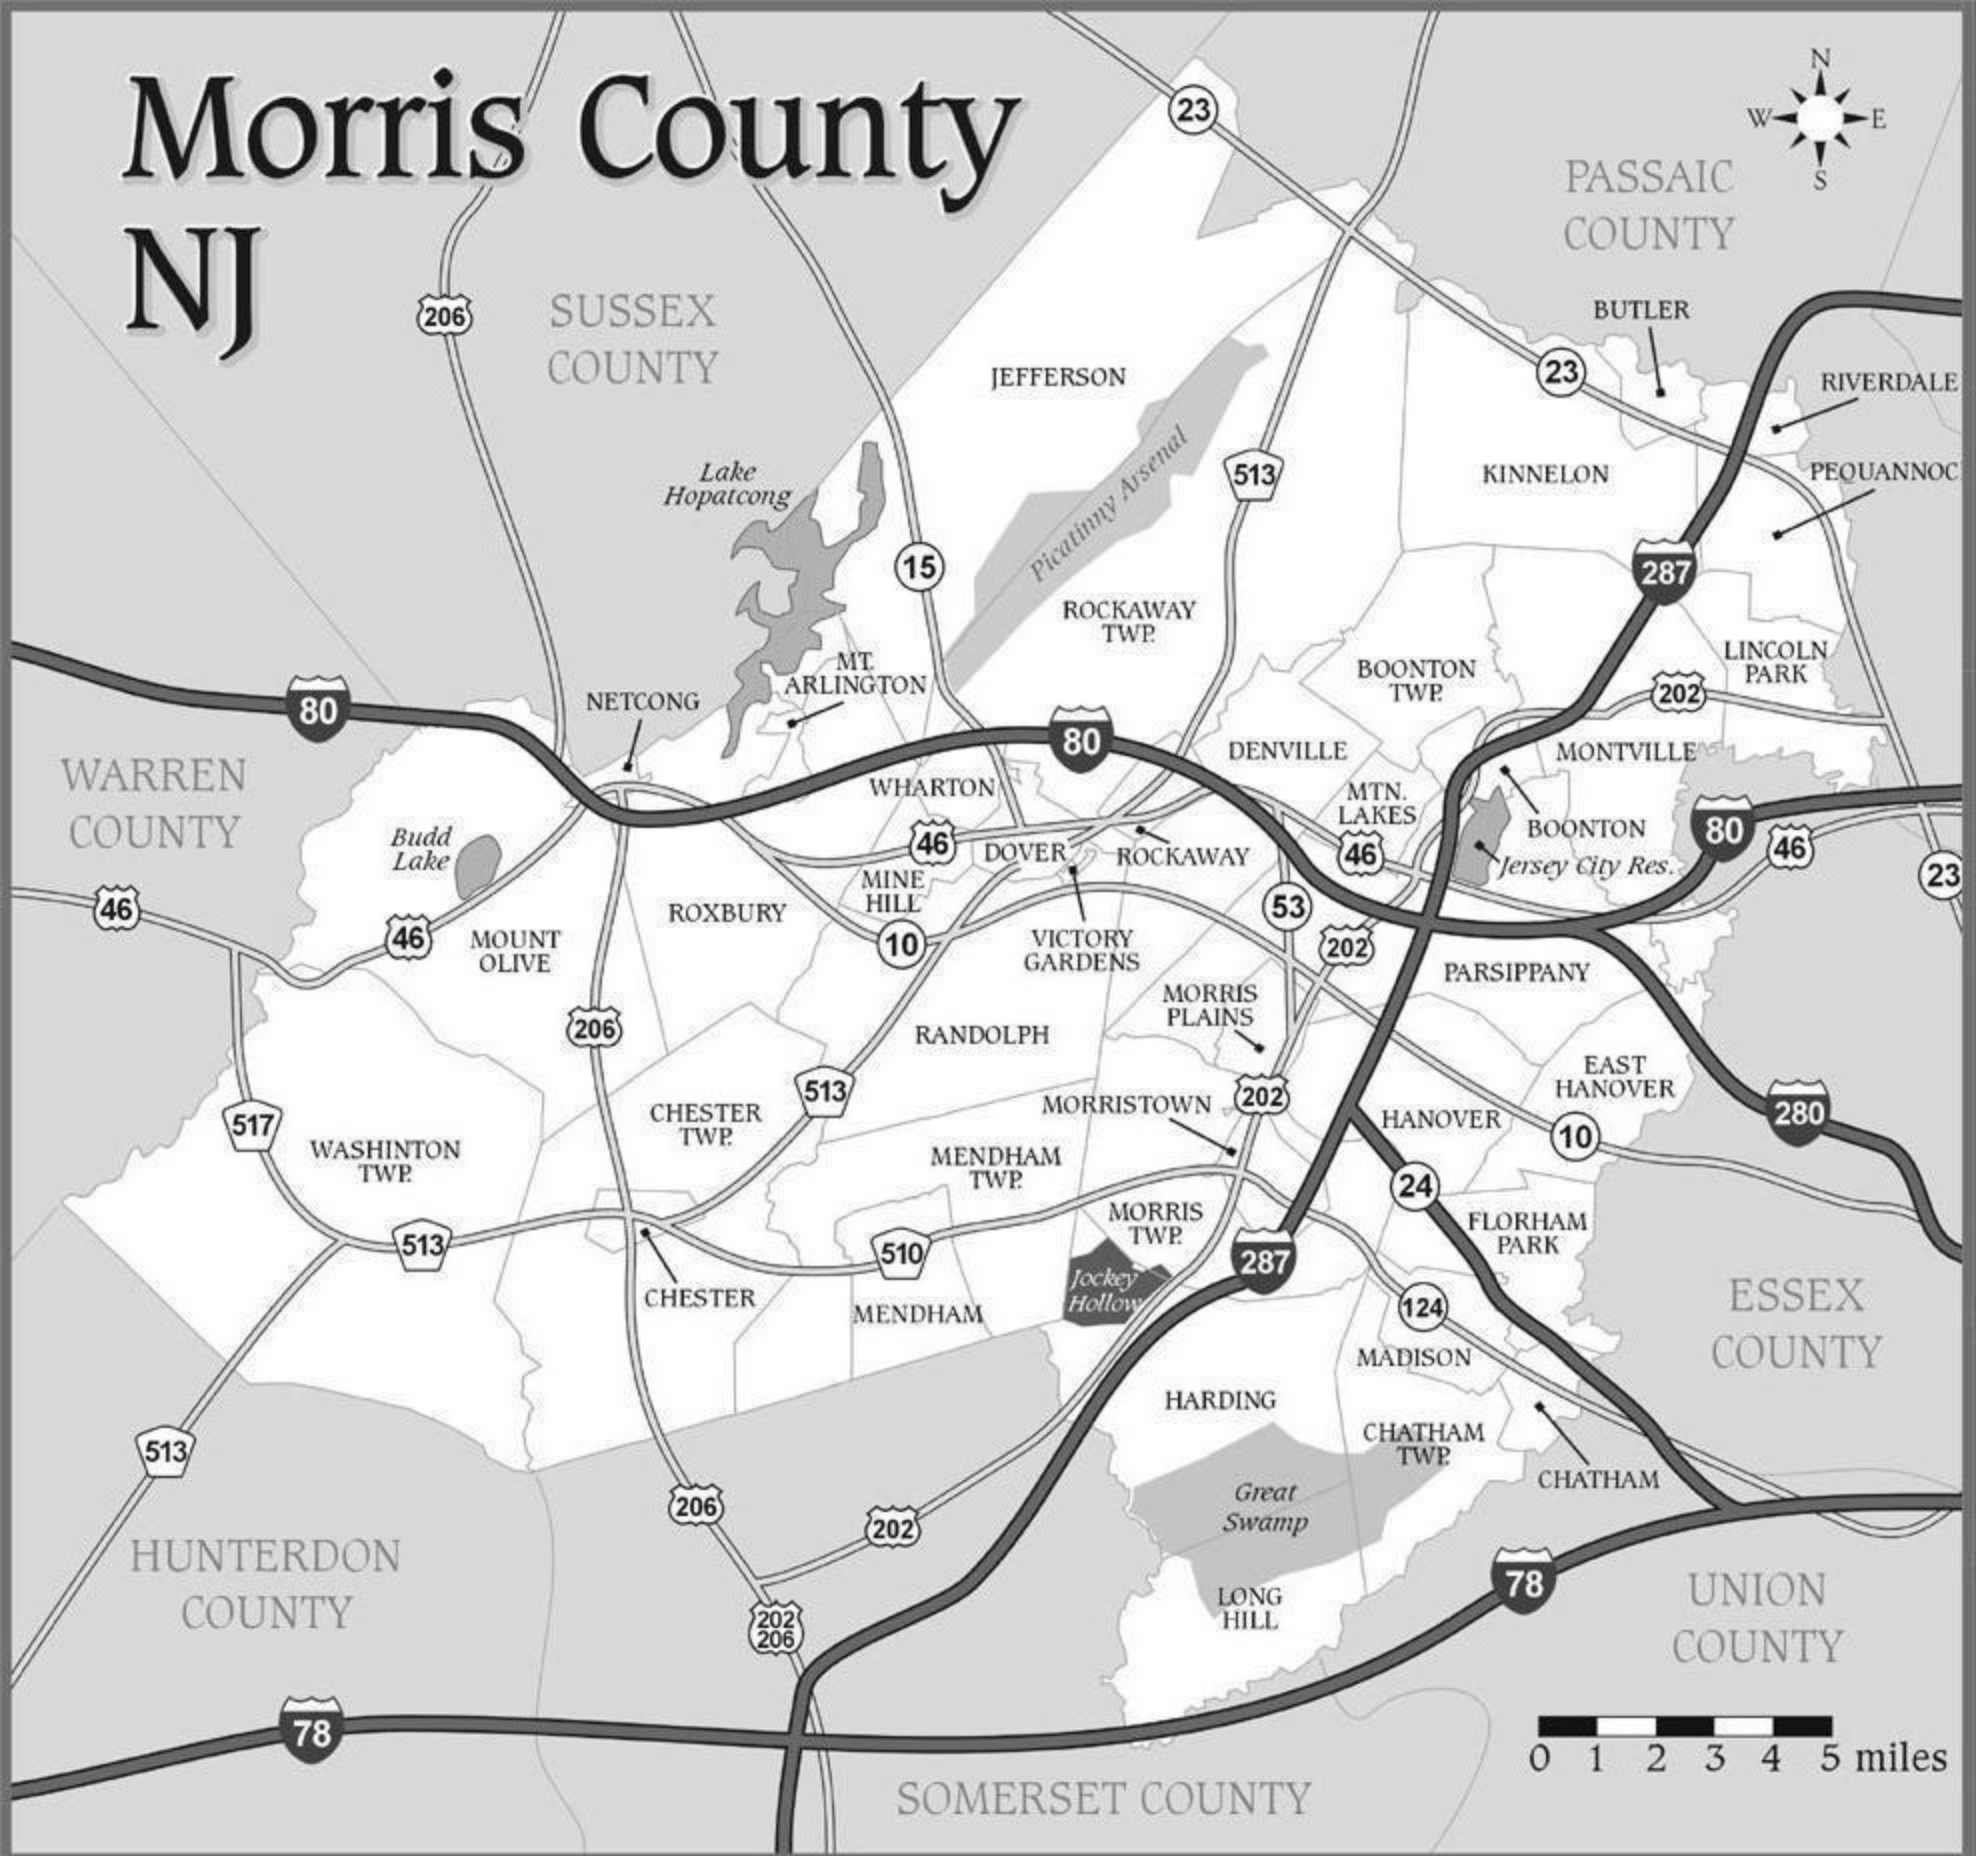 Morris County
NJ
N
W
E
S
23
PASSAIC
COUNTY
206
SUSSEX
COUNTY
BUTLER
JEFFERSON
23
RIVERDALE
Lake
Hopatcong
Picatinny Arsenal
513
KINNELON
PEQUANNOC
15
287
ROCKAWAY
TWP.
LINCOLN
PARK
MT.
ARLINGTON
BOONTON
TWP.
202
NETCONG
80
80
DENVILLE
MONTVILLE
WARREN
COUNTY
WHARTON
MTN.
LAKES
BOONTON
80
Budd
Lake
46
DOVER
ROCKAWAY
46
Jersey City Res.
46
23
MINE
HILL
46
ROXBURY
53
46
MOUNT
OLIVE
10
VICTORY
GARDENS
202
PARSIPPANY
206
RANDOLPH
MORRIS
PLAINS
EAST
HANOVER
513
202
517
CHESTER
TWP.
MORRISTOWN
HANOVER
10
280
WASHINTON
TWP.
MENDHAM
TWP.
24
MORRIS
TWP.
FLORHAM
PARK
513
510
287
Jockey
Hollow
CHESTER
MENDHAM
124
ESSEX
COUNTY
MADISON
HARDING
513
CHATHAM
TWP.
CHATHAM
206
202
Great
Swamp
HUNTERDON
COUNTY
78
LONG
HILL
UNION
COUNTY
202
206
78
0 1 2 3 4 5 miles
SOMERSET COUNTY